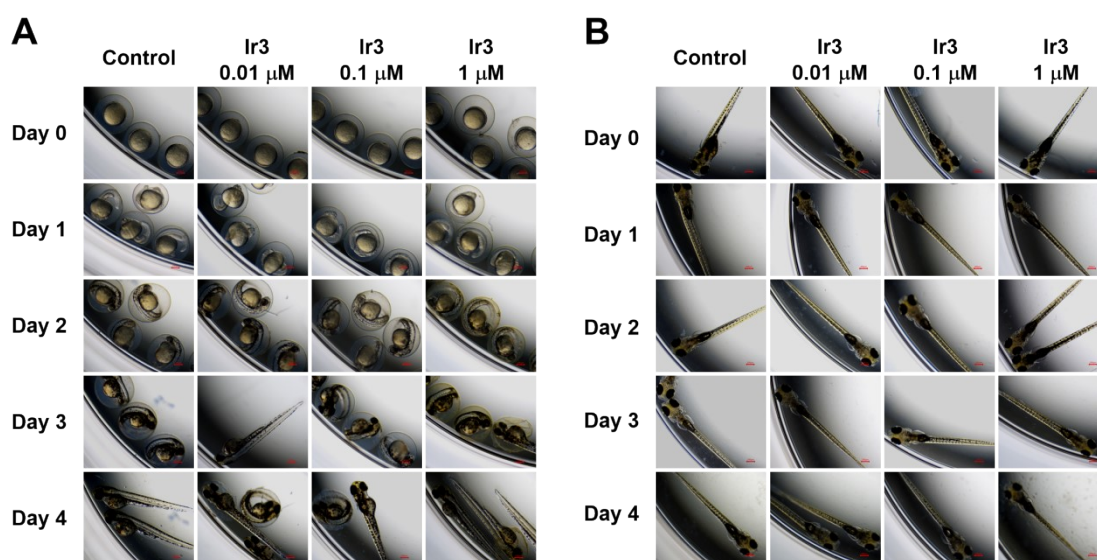 A
Control
Ir3
0.01 μM
Ir3
0.1 μM
Ir3
1 μM
Day 0
Day 1
Day 2
Day 3
Day 4
B
Control
Ir3
0.01 μM
Ir3
0.1 μM
Ir3
1 μM
Day 0
Day 1
Day 2
Day 3
Day 4